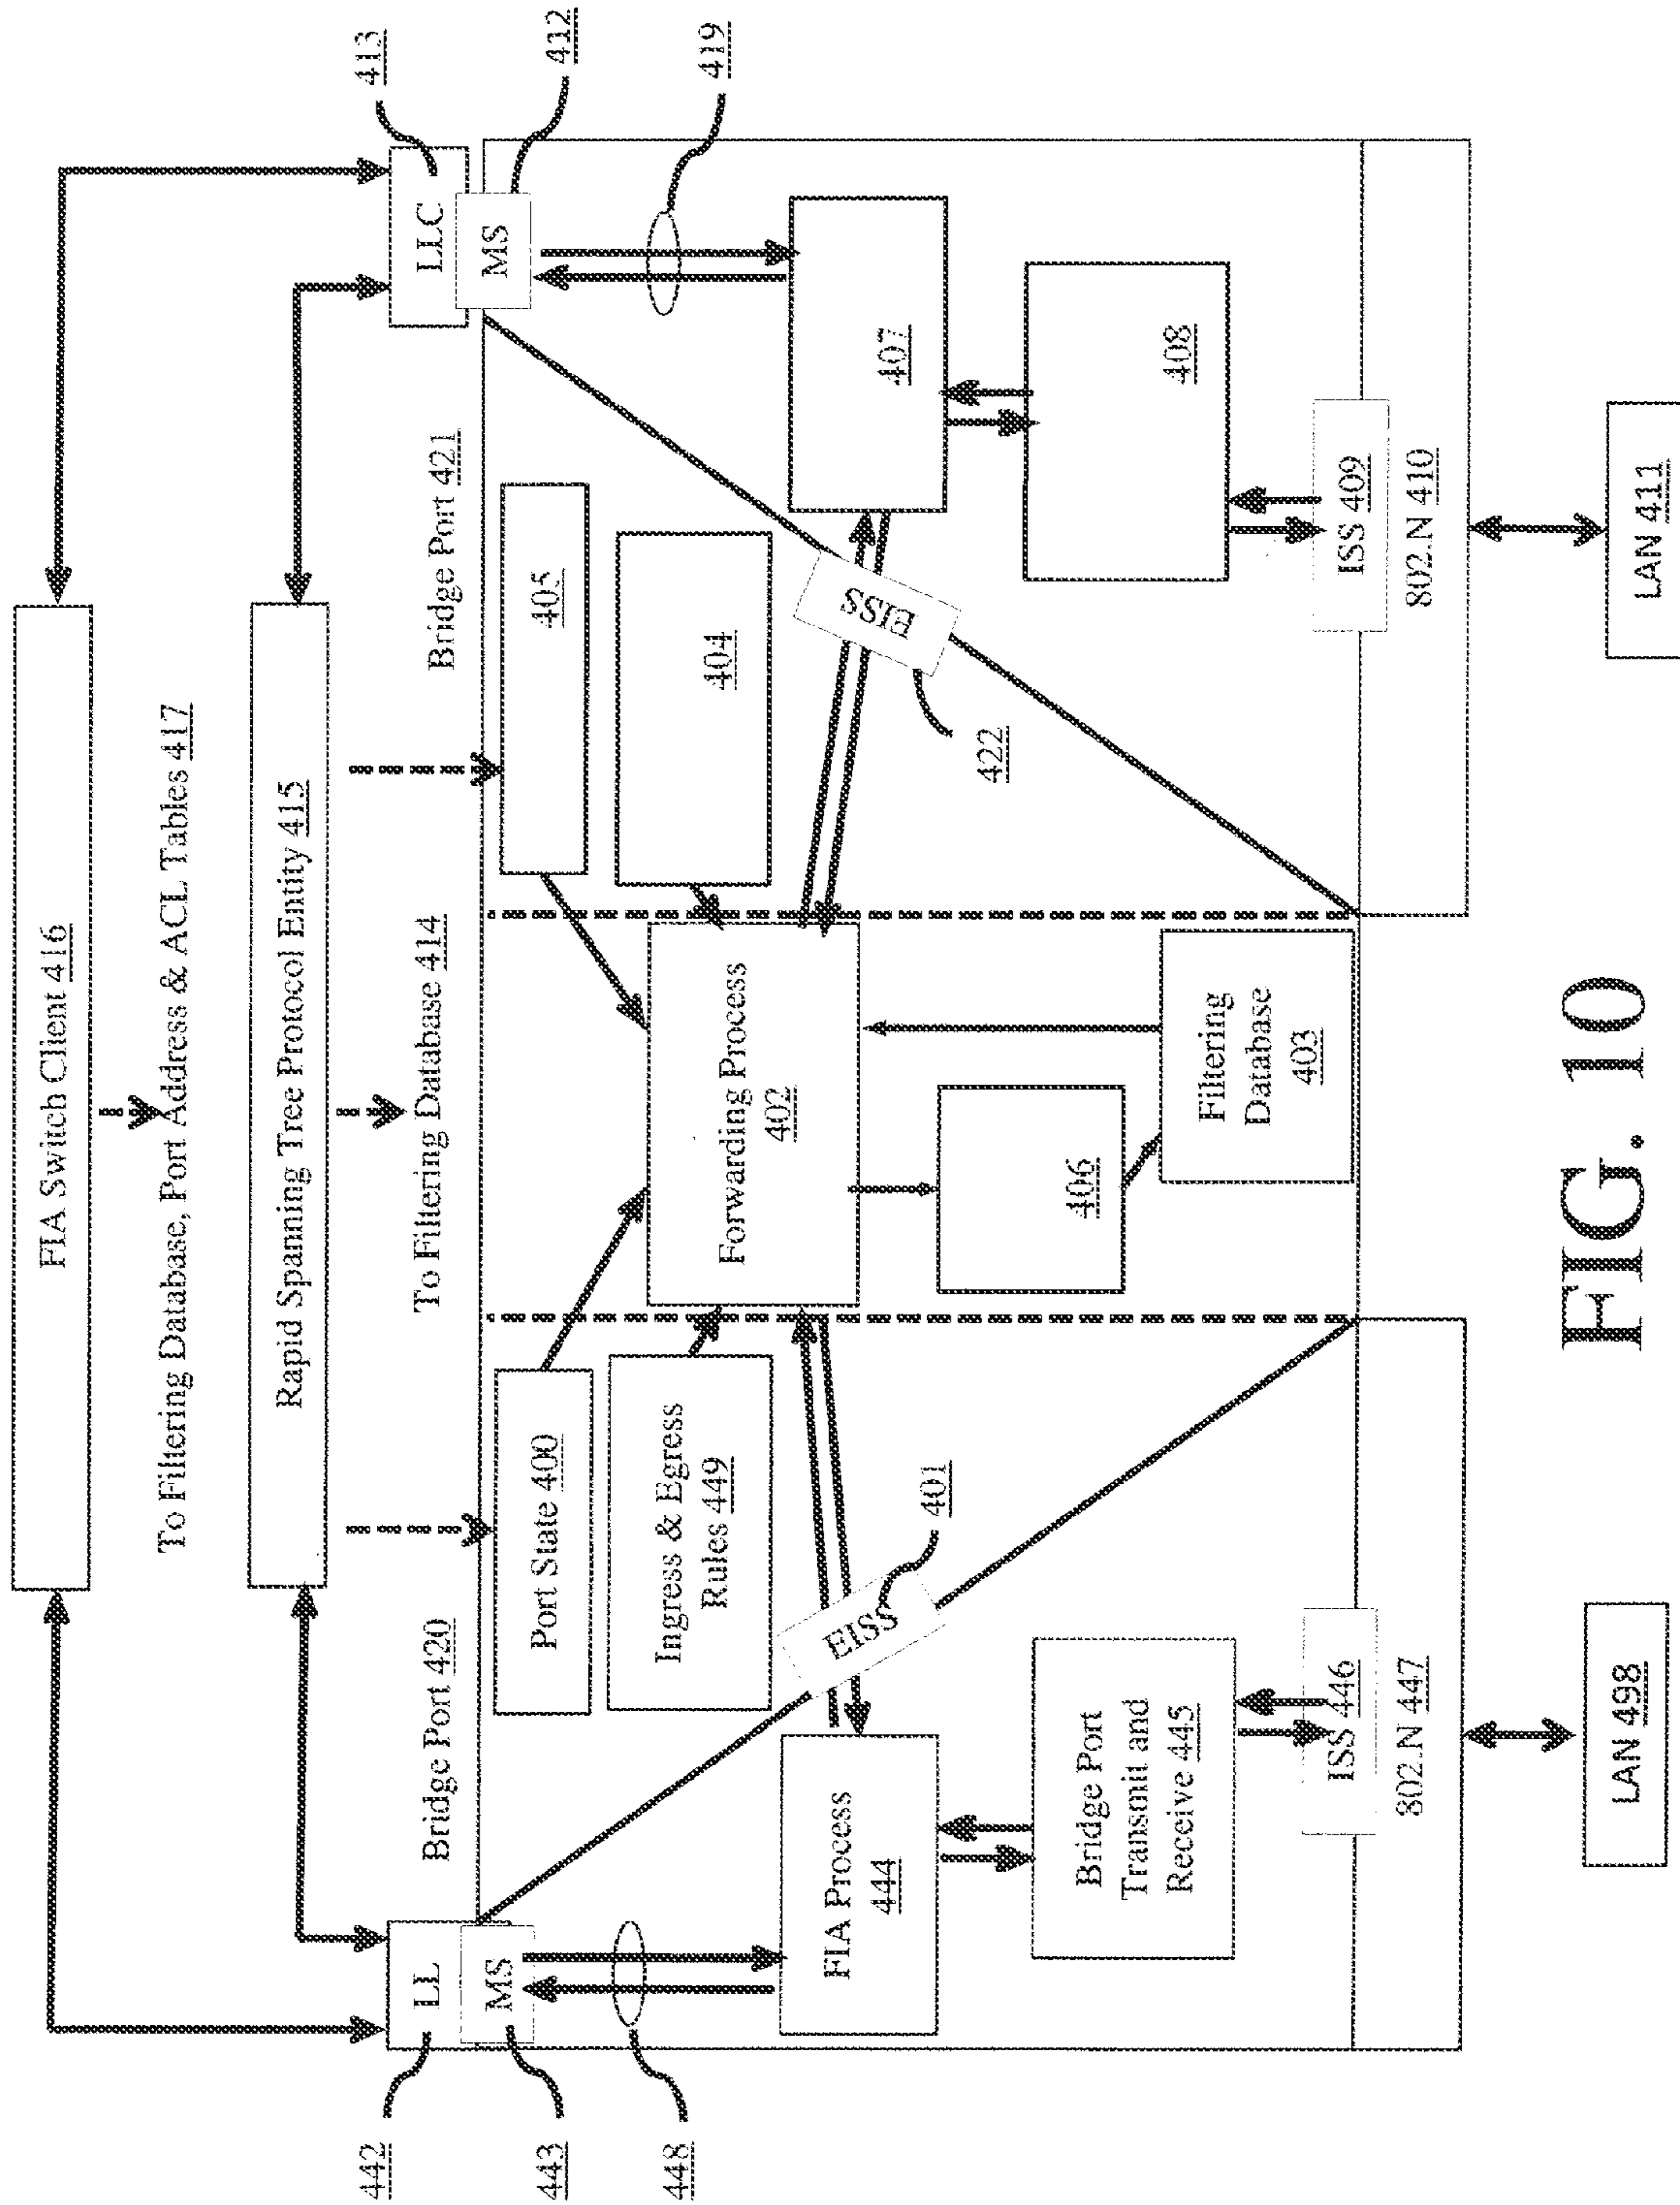 FIA Switch Client 416
To Filtering Database, Port Address & ACL Tables 417
Rapid Spanning Tree Protocol Entity 415
To Filtering Database 414
Bridge Port 420
Bridge Port 421
442
LL
443
MS
448
LLC
413
MS
412
419
Port State 400
405
Ingress & Egress
Rules 449
404
Forwarding Process
402
EISS
401
EISS
422
FIA Process
444
407
406
Filtering
Database
403
Bridge Port
Transmit and
Receive 445
408
ISS 446
802.N 447
ISS 409
802.N 410
LAN 498
LAN 411
FIG. 10